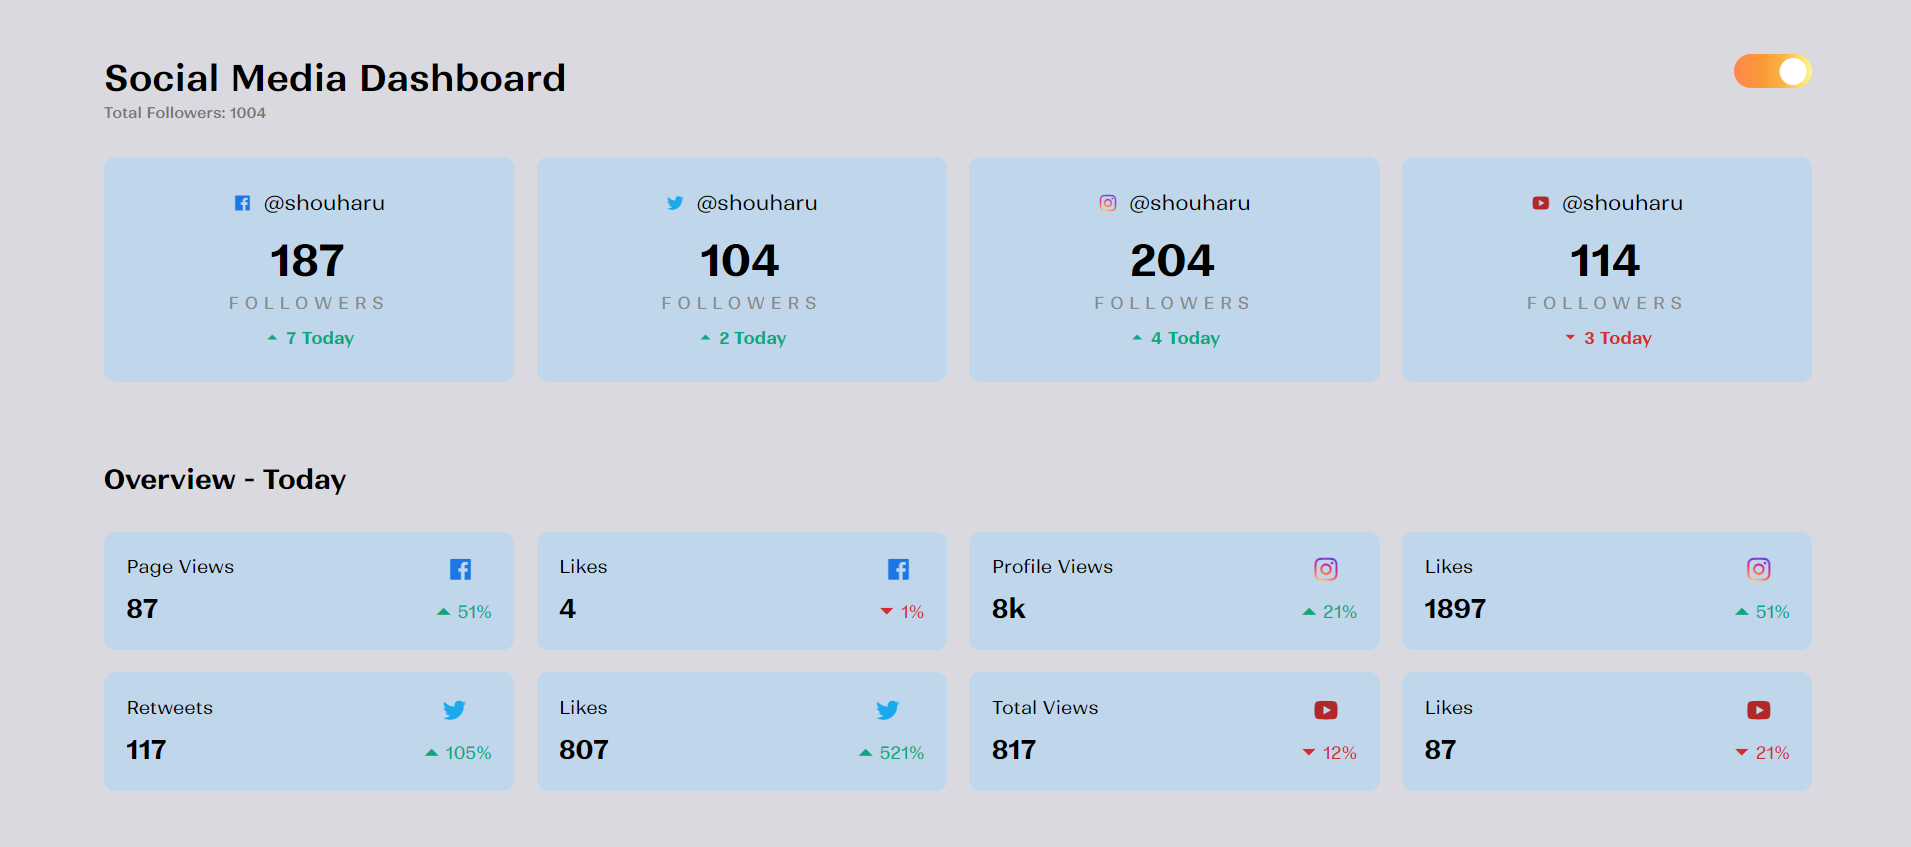 Social Media Dashboard
Total Followers: 1004
@shouharu
187
FOLLOWERS
7 Today
@shouharu
104
FOLLOWERS
2 Today
@shouharu
204
FOLLOWERS
4 Today
@shouharu
114
FOLLOWERS
3 Today
Overview - Today
Page Views
87
51%
Likes
4
1%
Profile Views
8k
21%
Likes
1897
51%
Retweets
117
105%
Likes
807
521%
Total Views
817
12%
Likes
87
21%